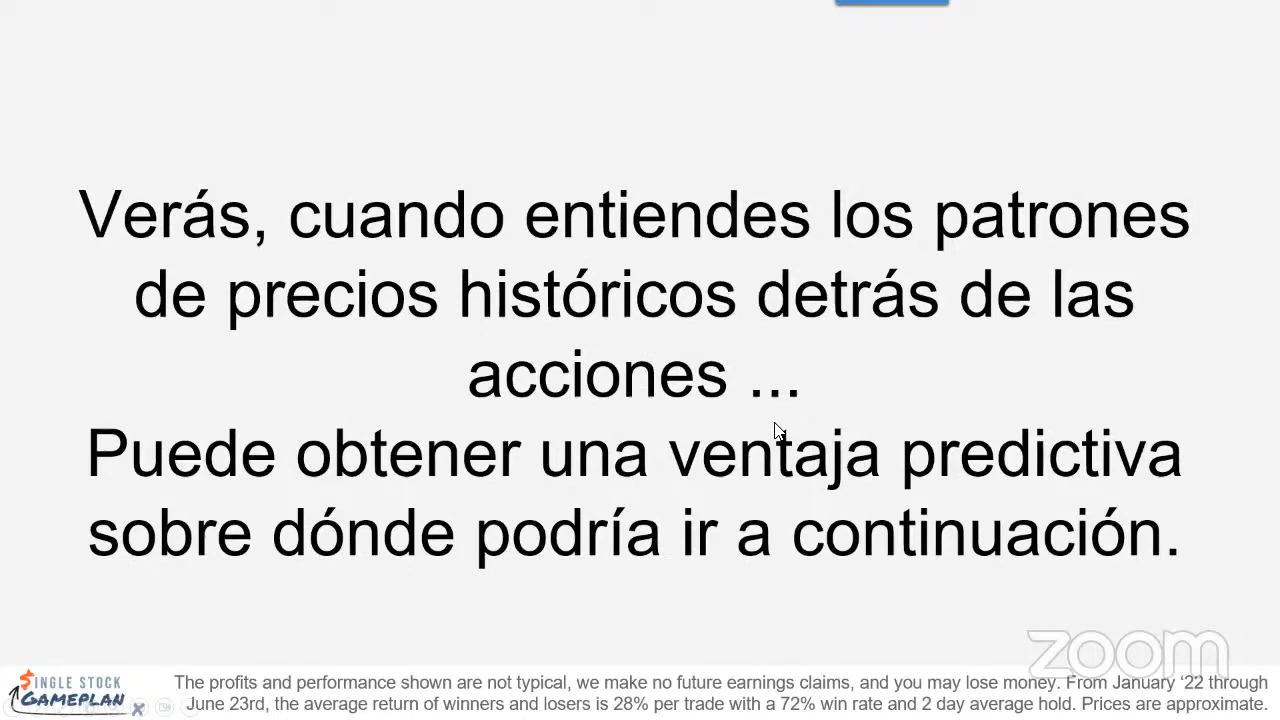 Verás, cuando entiendes los patrones
de precios históricos detrás de las
acciones ...
Puede obtener una ventaja predictiva
sobre dónde podría ir a continuación.
zoom
$INGLE STOCK
GAMEPLAN
The profits and performance shown are not typical, we make no future earnings claims, and you may lose money. From January ‘22 through
June 23rd, the average return of winners and losers is 28% per trade with a 72% win rate and 2 day average hold. Prices are approximate.